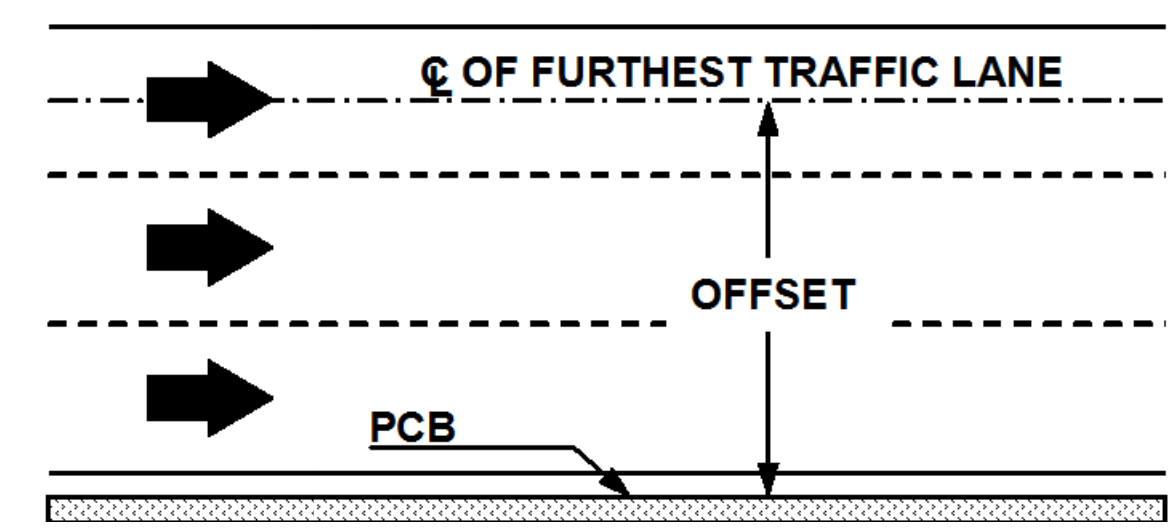 ℄ OF FURTHEST TRAFFIC LANE
OFFSET
PCB